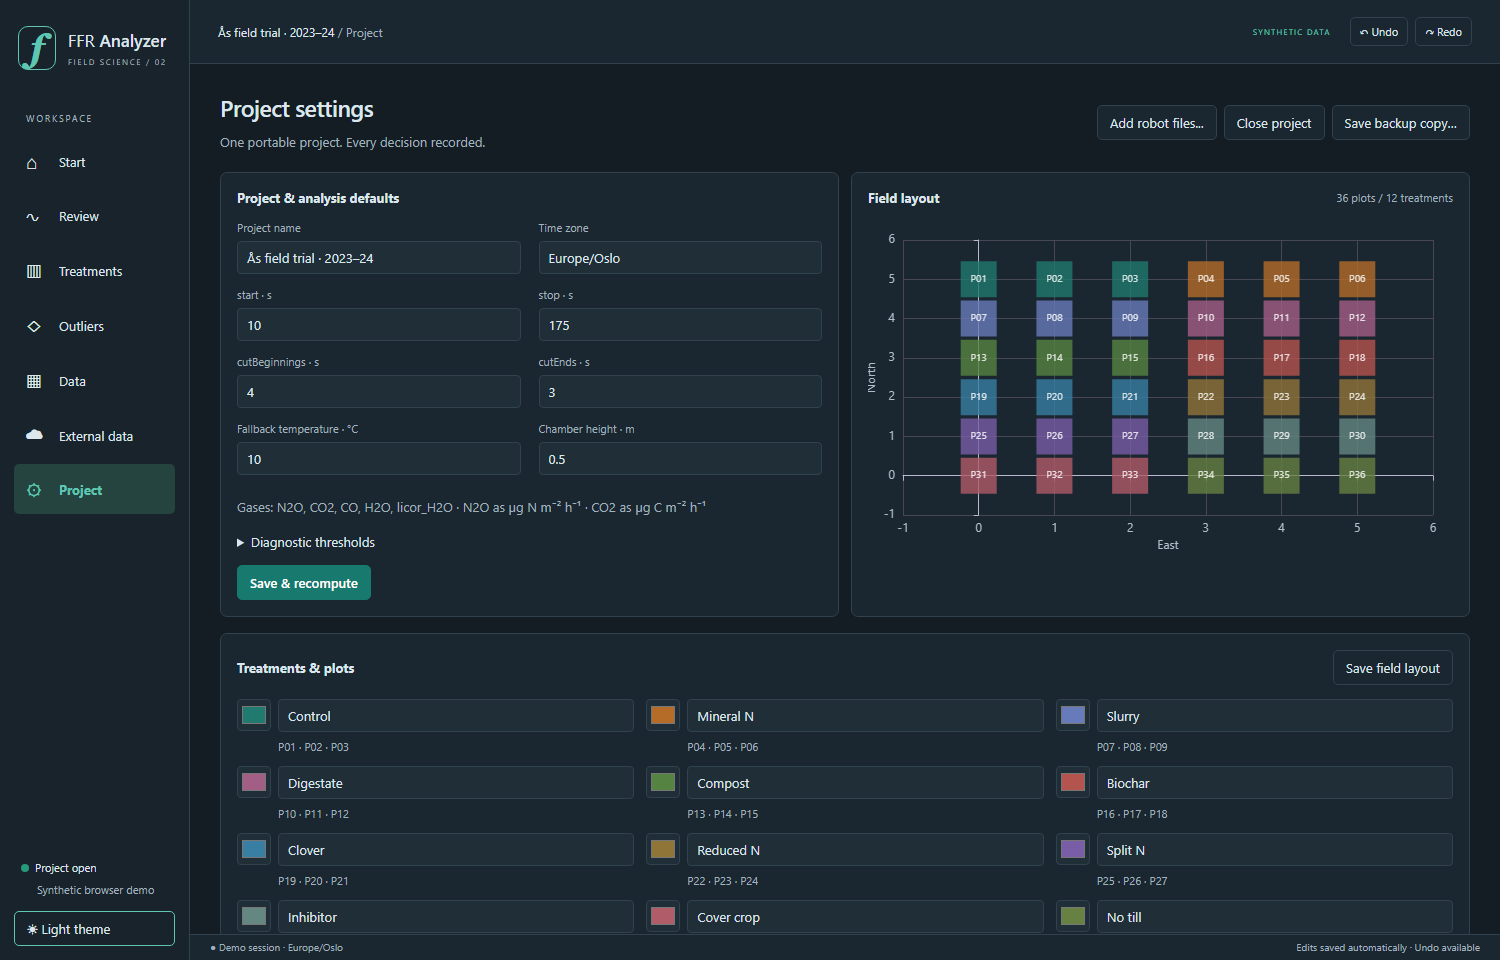 FFR Analyzer
FIELD SCIENCE / 02
WORKSPACE
Start
Review
Treatments
Outliers
Data
External data
Project
Project open
Synthetic browser demo
☀ Light theme
Ås field trial · 2023–24 / Project
SYNTHETIC DATA
↶ Undo
↷ Redo
Project settings
One portable project. Every decision recorded.
Add robot files...
Close project
Save backup copy...
Project & analysis defaults
Project name
Time zone
Ås field trial · 2023–24
Europe/Oslo
start · s
stop · s
10
175
cutBeginnings · s
cutEnds · s
4
3
Fallback temperature · °C
Chamber height · m
10
0.5
Gases: N2O, CO2, CO, H2O, licor_H2O · N2O as µg N m⁻² h⁻¹ · CO2 as µg C m⁻² h⁻¹
▶ Diagnostic thresholds
Save & recompute
Field layout
36 plots / 12 treatments
6
5
4
3
2
1
0
-1
North
P01 P02 P03 P04 P05 P06
P07 P08 P09 P10 P11 P12
P13 P14 P15 P16 P17 P18
P19 P20 P21 P22 P23 P24
P25 P26 P27 P28 P29 P30
P31 P32 P33 P34 P35 P36
-1 0 1 2 3 4 5 6
East
Treatments & plots
Save field layout
Control
Mineral N
Slurry
P01 · P02 · P03
P04 · P05 · P06
P07 · P08 · P09
Digestate
Compost
Biochar
P10 · P11 · P12
P13 · P14 · P15
P16 · P17 · P18
Clover
Reduced N
Split N
P19 · P20 · P21
P22 · P23 · P24
P25 · P26 · P27
Inhibitor
Cover crop
No till
● Demo session · Europe/Oslo
Edits saved automatically · Undo available